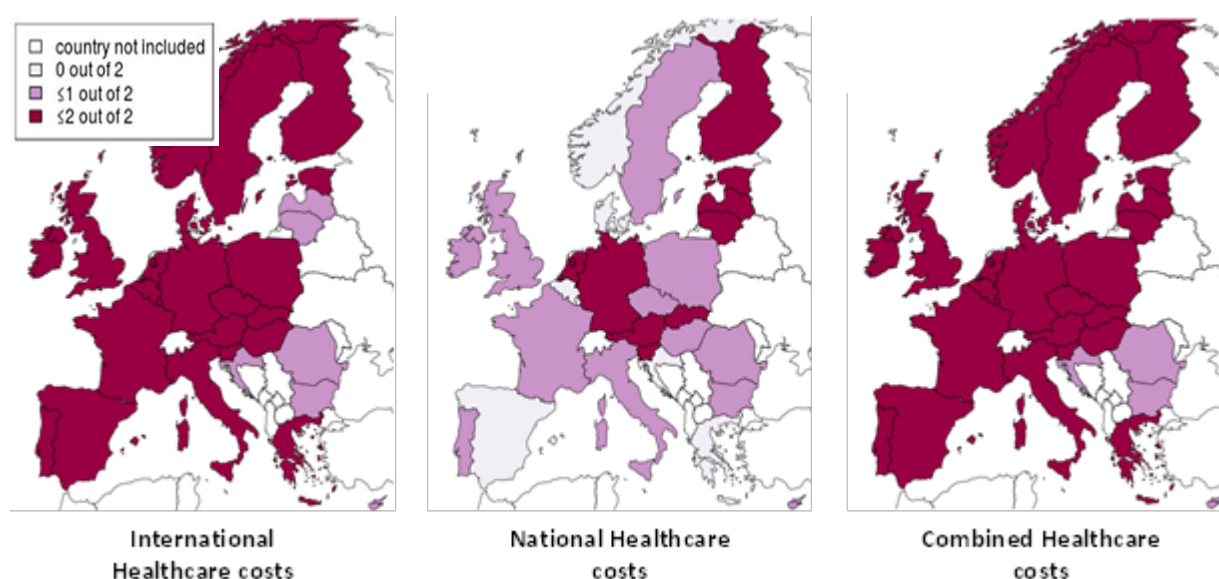 country not included
0 out of 2
≤1 out of 2
≤2 out of 2
International
Healthcare costs
National Healthcare
costs
Combined Healthcare
costs